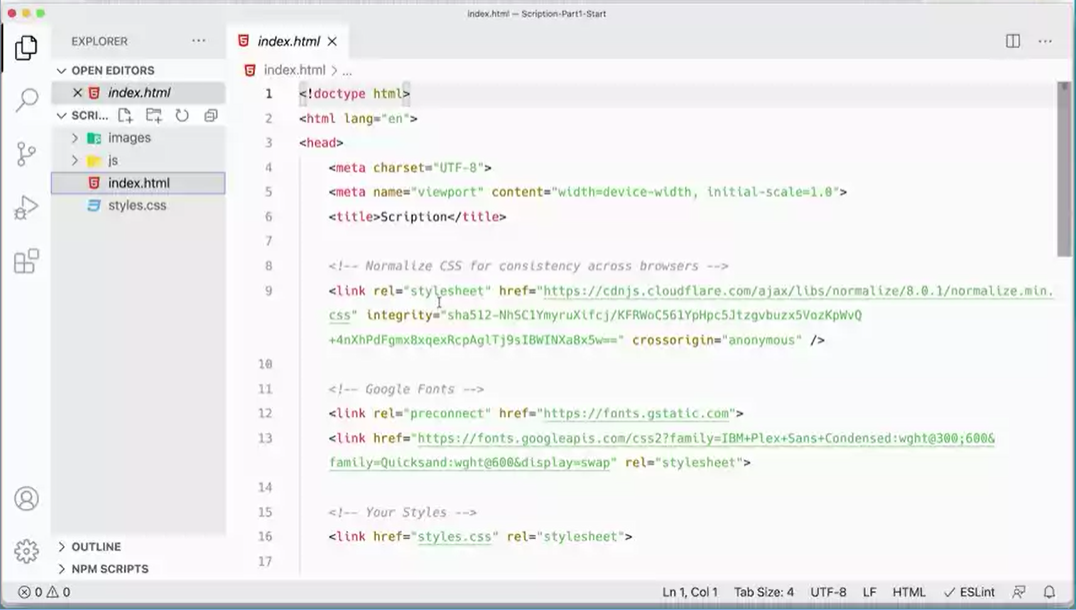 index.html — Scription-Part1-Start
EXPLORER ...
index.html
OPEN EDITORS
index.html
SCRI...
images
js
index.html
styles.css
OUTLINE
NPM SCRIPTS
index.html > ...
1 <!doctype html>
2 <html lang="en">
3 <head>
4 <meta charset="UTF-8">
5 <meta name="viewport" content="width=device-width, initial-scale=1.0">
6 <title>Scription</title>
7
8 <!-- Normalize CSS for consistency across browsers -->
9 <link rel="stylesheet" href="https://cdnjs.cloudflare.com/ajax/libs/normalize/8.0.1/normalize.min.
css" integrity="sha512-NhSC1YmyruXifcj/KFRWoC561YpHpc5Jtzgvbuzx5VozKpWvQ
+4nXhPdFgmx8xqexRcpAglTj9sIBWINXa8x5w==" crossorigin="anonymous" />
10
11 <!-- Google Fonts -->
12 <link rel="preconnect" href="https://fonts.gstatic.com">
13 <link href="https://fonts.googleapis.com/css2?family=IBM+Plex+Sans+Condensed:wght@300;600&
family=Quicksand:wght@600&display=swap" rel="stylesheet">
14
15 <!-- Your Styles -->
16 <link href="styles.css" rel="stylesheet">
17
0 0
Ln 1, Col 1 Tab Size: 4 UTF-8 LF HTML ESLint